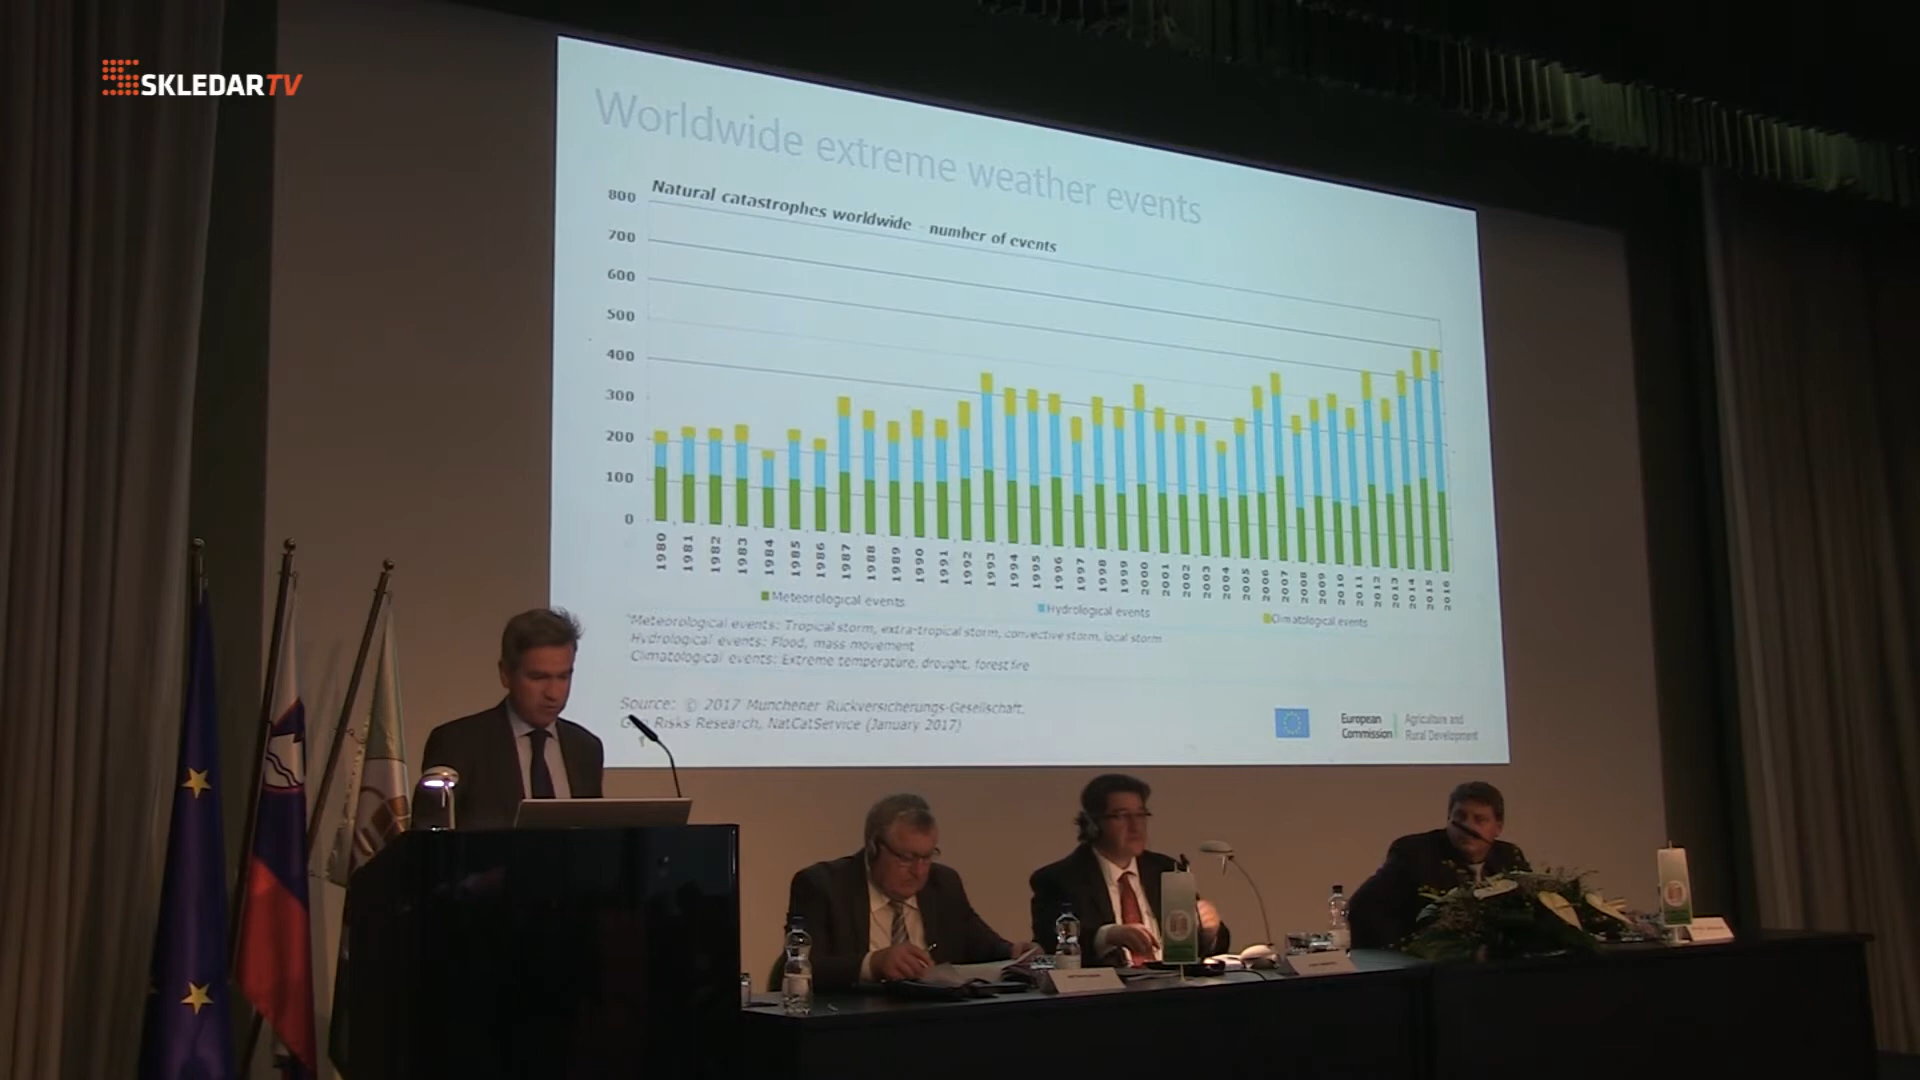 SKLEDARTV
Worldwide extreme weather events
Natural catastrophes worldwide - number of events
800
700
600
500
400
300
200
100
0
1980 1981 1982 1983 1984 1985 1986 1987 1988 1989 1990 1991 1992 1993 1994 1995 1996 1997 1998 1999 2000 2001 2002 2003 2004 2005 2006 2007 2008 2009 2010 2011 2012 2013 2014 2015 2016
Meteorological events Hydrological events Climatological events
*Meteorological events: Tropical storm, extra-tropical storm, convective storm, local storm
Hydrological events: Flood, mass movement
Climatological events: Extreme temperature, drought, forest fire
Source: © 2017 Munchener Ruckversicherungs-Gesellschaft,
Risks Research, NatCatService (January 2017)
European
Commission
Agriculture and
Rural Development